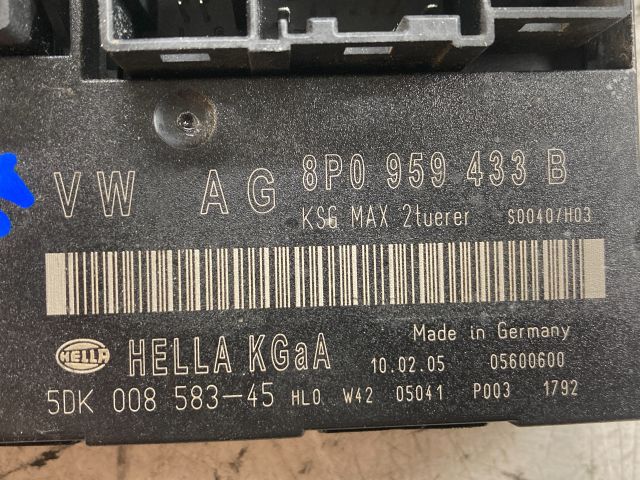 VW AG 8P0 959 433 B
KSG MAX 2tuerer S0040/H03
Made in Germany
HELLA HELLA KGaA 10.02.05 05600600
5DK 008 583-45 HLO W42 05041 P003 1792